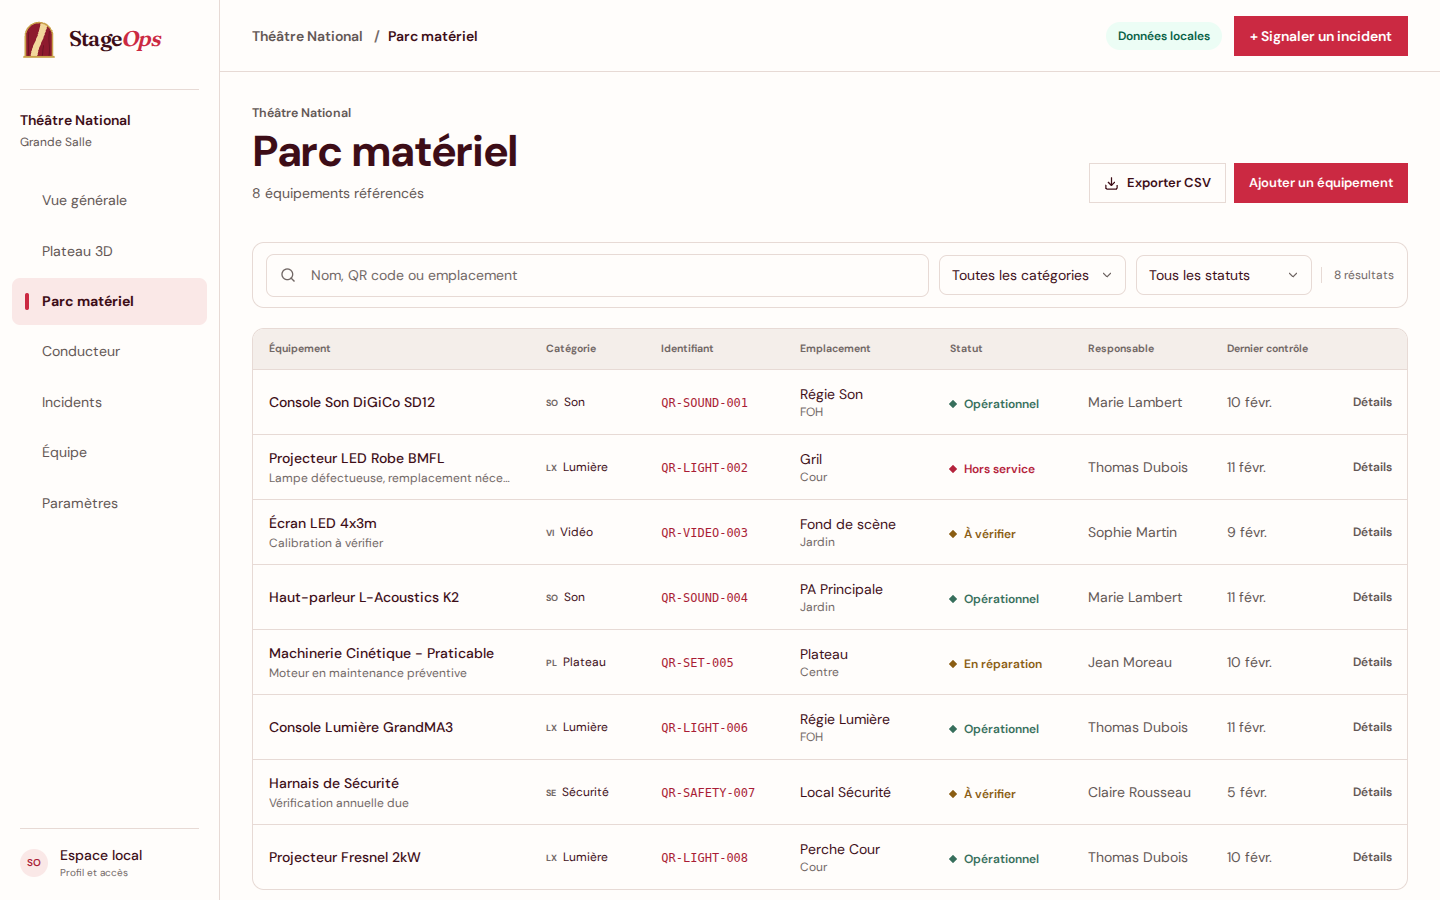 StageOps
Théâtre National
Grande Salle
Vue générale
Plateau 3D
Parc matériel
Conducteur
Incidents
Équipe
Paramètres
SO
Espace local
Profil et accès
Théâtre National / Parc matériel
Données locales
+ Signaler un incident
Théâtre National
Parc matériel
8 équipements référencés
Exporter CSV
Ajouter un équipement
Nom, QR code ou emplacement
Toutes les catégories
Tous les statuts
8 résultats
Équipement Catégorie Identifiant Emplacement Statut Responsable Dernier contrôle
Console Son DiGiCo SD12 SO Son QR-SOUND-001 Régie Son Opérationnel Marie Lambert 10 févr. Détails
FOH
Projecteur LED Robe BMFL LX Lumière QR-LIGHT-002 Gril Hors service Thomas Dubois 11 févr. Détails
Lampe défectueuse, remplacement néce... Cour
Écran LED 4x3m VI Vidéo QR-VIDEO-003 Fond de scène À vérifier Sophie Martin 9 févr. Détails
Calibration à vérifier Jardin
Haut-parleur L-Acoustics K2 SO Son QR-SOUND-004 PA Principale Opérationnel Marie Lambert 11 févr. Détails
Jardin
Machinerie Cinétique - Praticable PL Plateau QR-SET-005 Plateau En réparation Jean Moreau 10 févr. Détails
Moteur en maintenance préventive Centre
Console Lumière GrandMA3 LX Lumière QR-LIGHT-006 Régie Lumière Opérationnel Thomas Dubois 11 févr. Détails
FOH
Harnais de Sécurité SE Sécurité QR-SAFETY-007 Local Sécurité À vérifier Claire Rousseau 5 févr. Détails
Vérification annuelle due
Projecteur Fresnel 2kW LX Lumière QR-LIGHT-008 Perche Cour Opérationnel Thomas Dubois 10 févr. Détails
Cour